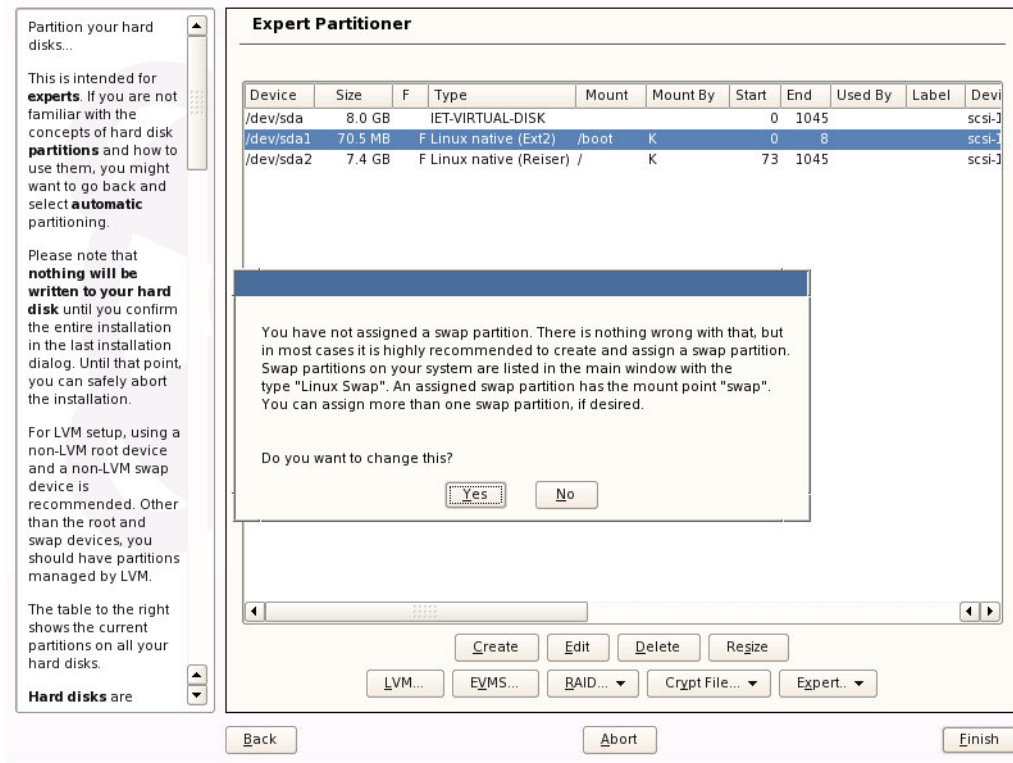 Partition your hard
disks...
This is intended for
experts. If you are not
familiar with the
concepts of hard disk
partitions and how to
use them, you might
want to go back and
select automatic
partitioning.
Please note that
nothing will be
written to your hard
disk until you confirm
the entire installation
in the last installation
dialog. Until that point,
you can safely abort
the installation.
For LVM setup, using a
non-LVM root device
and a non-LVM swap
device is
recommended. Other
than the root and
swap devices, you
should have partitions
managed by LVM.
The table to the right
shows the current
partitions on all your
hard disks.
Hard disks are
Expert Partitioner
Device Size F Type Mount Mount By Start End Used By Label Devi
/dev/sda 8.0 GB IET-VIRTUAL-DISK 0 1045 scsi-1
/dev/sda1 70.5 MB F Linux native (Ext2) /boot K 0 8 scsi-1
/dev/sda2 7.4 GB F Linux native (Reiser) / K 73 1045 scsi-1
You have not assigned a swap partition. There is nothing wrong with that, but
in most cases it is highly recommended to create and assign a swap partition.
Swap partitions on your system are listed in the main window with the
type "Linux Swap". An assigned swap partition has the mount point "swap".
You can assign more than one swap partition, if desired.
Do you want to change this?
Yes No
Create Edit Delete Resize
LVM... EVMS... RAID... Crypt File... Expert..
Back Abort Finish